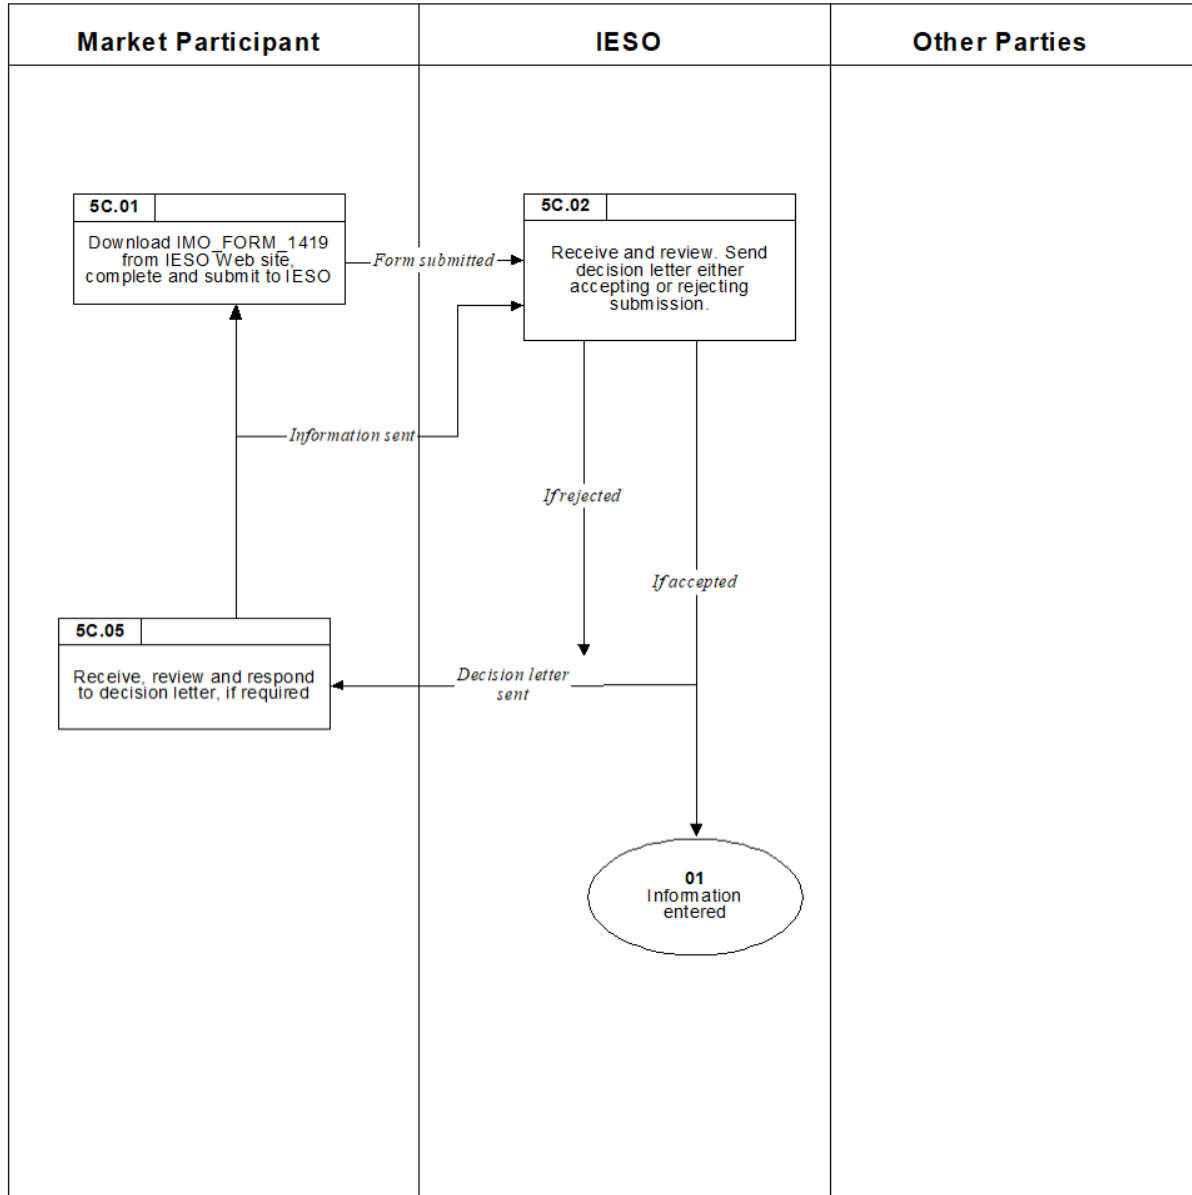 Market Participant
IESO
Other Parties
5C.01
Download IMO_FORM_1419
from IESO Web site,
complete and submit to IESO
Form submitted
5C.02
Receive and review. Send
decision letter either
accepting or rejecting
submission.
Information sent
If rejected
If accepted
5C.05
Receive, review and respond
to decision letter, if required
Decision letter
sent
01
Information
entered